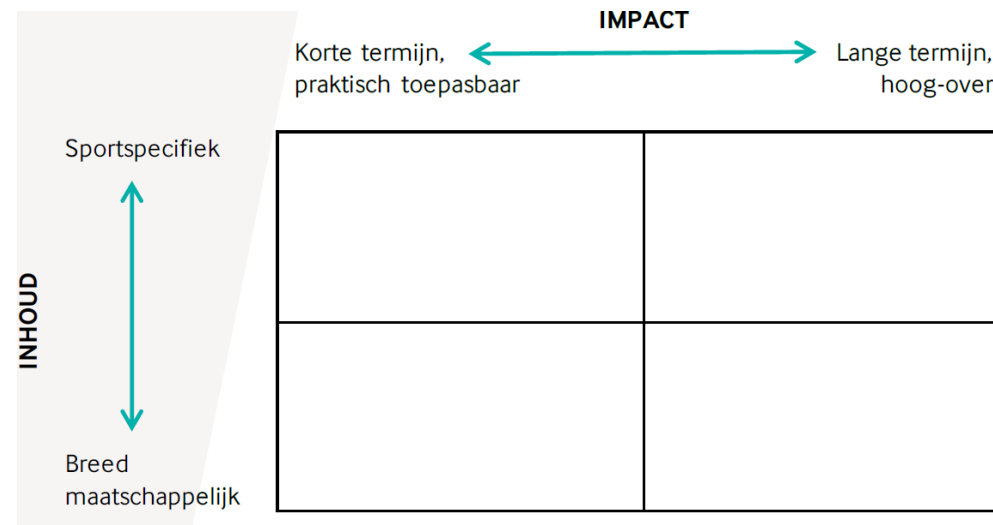 IMPACT
Korte termijn,
praktisch toepasbaar
Lange termijn,
hoog-over
Sportspecifiek
INHOUD
Breed
maatschappelijk